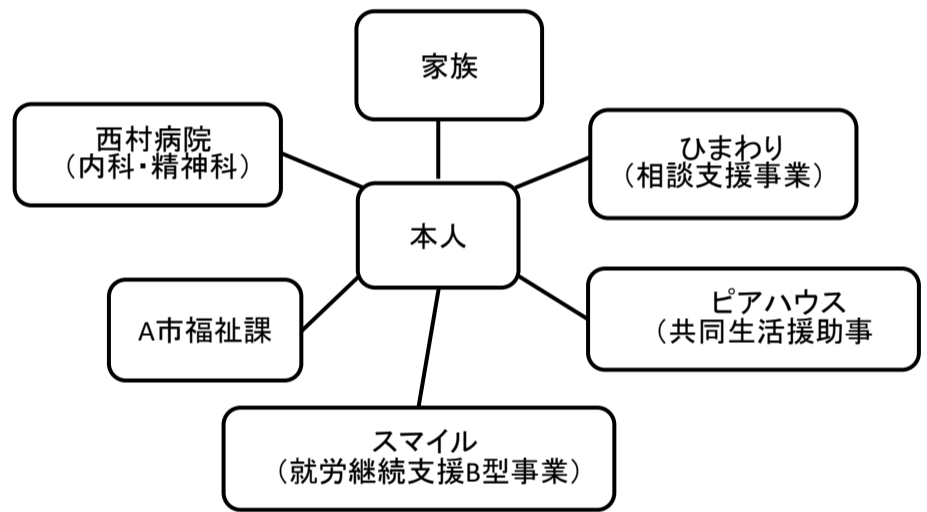 家族
西村病院
（内科・精神科）
ひまわり
（相談支援事業）
本人
A市福祉課
ピアハウス
（共同生活援助事
スマイル
（就労継続支援B型事業）